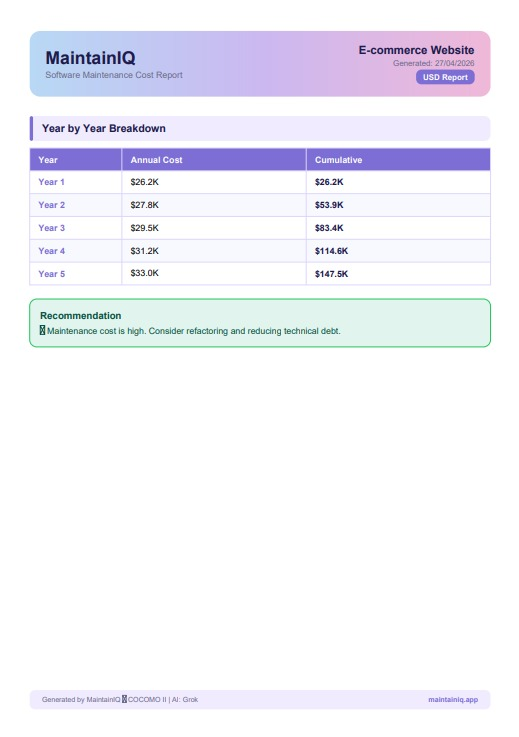 MaintainIQ
Software Maintenance Cost Report
E-commerce Website
Generated: 27/04/2026
USD Report
Year by Year Breakdown
Year Annual Cost Cumulative
Year 1 $26.2K $26.2K
Year 2 $27.8K $53.9K
Year 3 $29.5K $83.4K
Year 4 $31.2K $114.6K
Year 5 $33.0K $147.5K
Recommendation
Maintenance cost is high. Consider refactoring and reducing technical debt.
Generated by MaintainIQ COCOMO II | AI: Grok
maintainiq.app